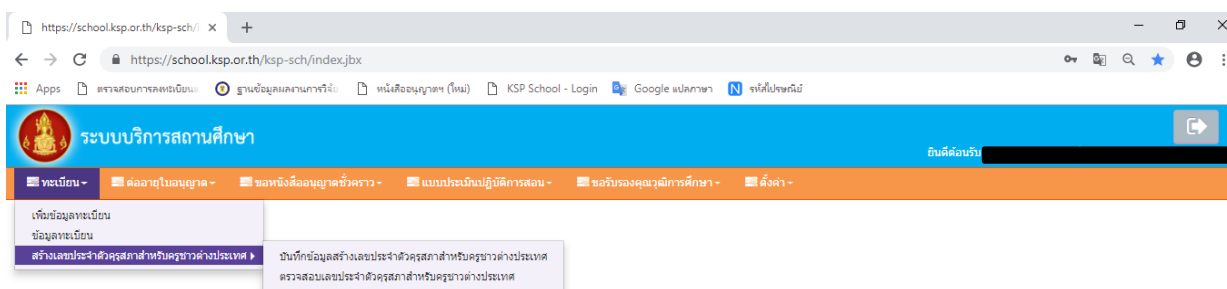 https://school.ksp.or.th/ksp-sch/i
https://school.ksp.or.th/ksp-sch/index.jbx
Apps ตรวจสอบการลงทะเบียนแ ฐานข้อมูลผลงานการวิจัย หนังสืออนุญาตฯ (ใหม่) KSP School - Login Google แปลภาษา รหัสไปรษณีย์
ระบบบริการสถานศึกษา
ยินดีต้อนรับ
ทะเบียน ต่ออายุใบอนุญาต ขอหนังสืออนุญาตชั่วคราว แบบประเมินปฏิบัติการสอน ขอรับรองคุณวุฒิการศึกษา ตั้งค่า
เพิ่มข้อมูลทะเบียน
ข้อมูลทะเบียน
สร้างเลขประจำตัวคุรุสภาสำหรับครูชาวต่างประเทศ บันทึกข้อมูลสร้างเลขประจำตัวคุรุสภาสำหรับครูชาวต่างประเทศ
ตรวจสอบเลขประจำตัวคุรุสภาสำหรับครูชาวต่างประเทศ